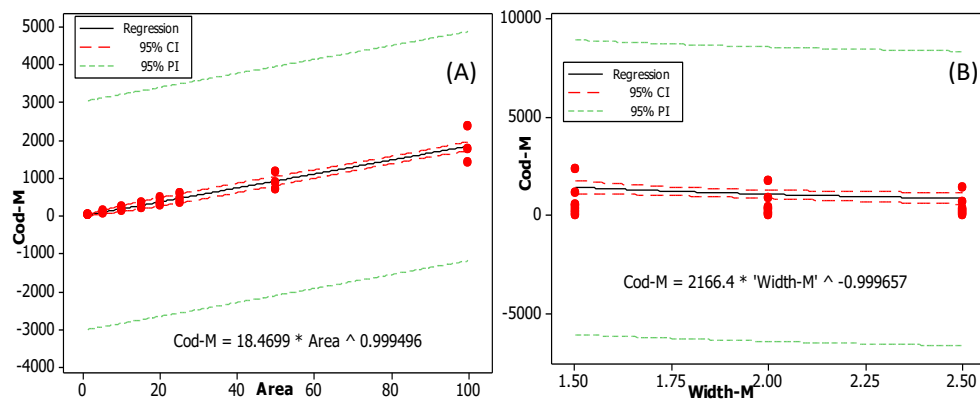 5000
4000
3000
2000
1000
0
-1000
-2000
-3000
-4000
Cod-M
Regression
95% CI
95% PI
(A)
Cod-M = 18.4699 * Area ^ 0.999496
0
20
40
60
80
100
Area
10000
5000
0
-5000
Cod-M
Regression
95% CI
95% PI
(B)
Cod-M = 2166.4 * 'Width-M' ^ -0.999657
1.50
1.75
2.00
2.25
2.50
Width-M